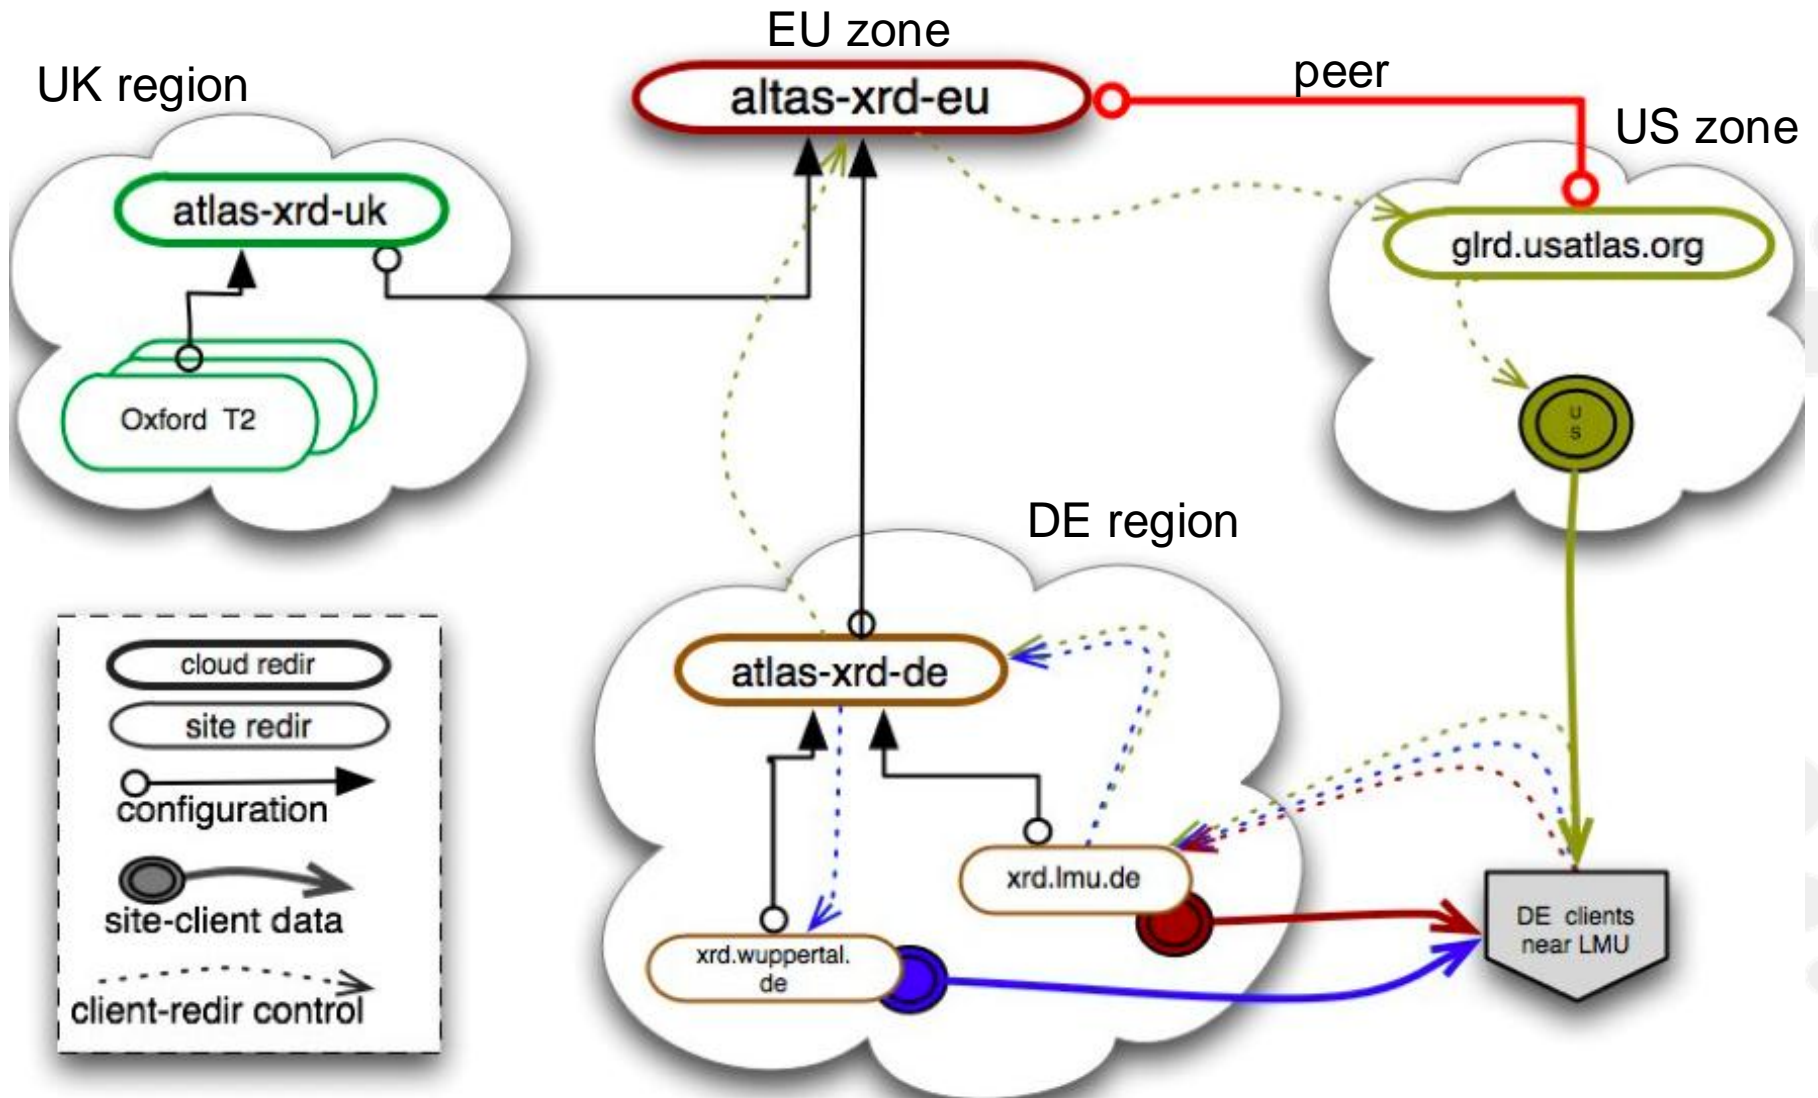 EU zone
UK region
altas-xrd-eu
peer
US zone
atlas-xrd-uk
glrd.usatlas.org
Oxford T2
U
S
DE region
cloud redir
atlas-xrd-de
site redir
configuration
xrd.lmu.de
site-client data
DE clients
near LMU
xrd.wuppertal.
de
client-redir control